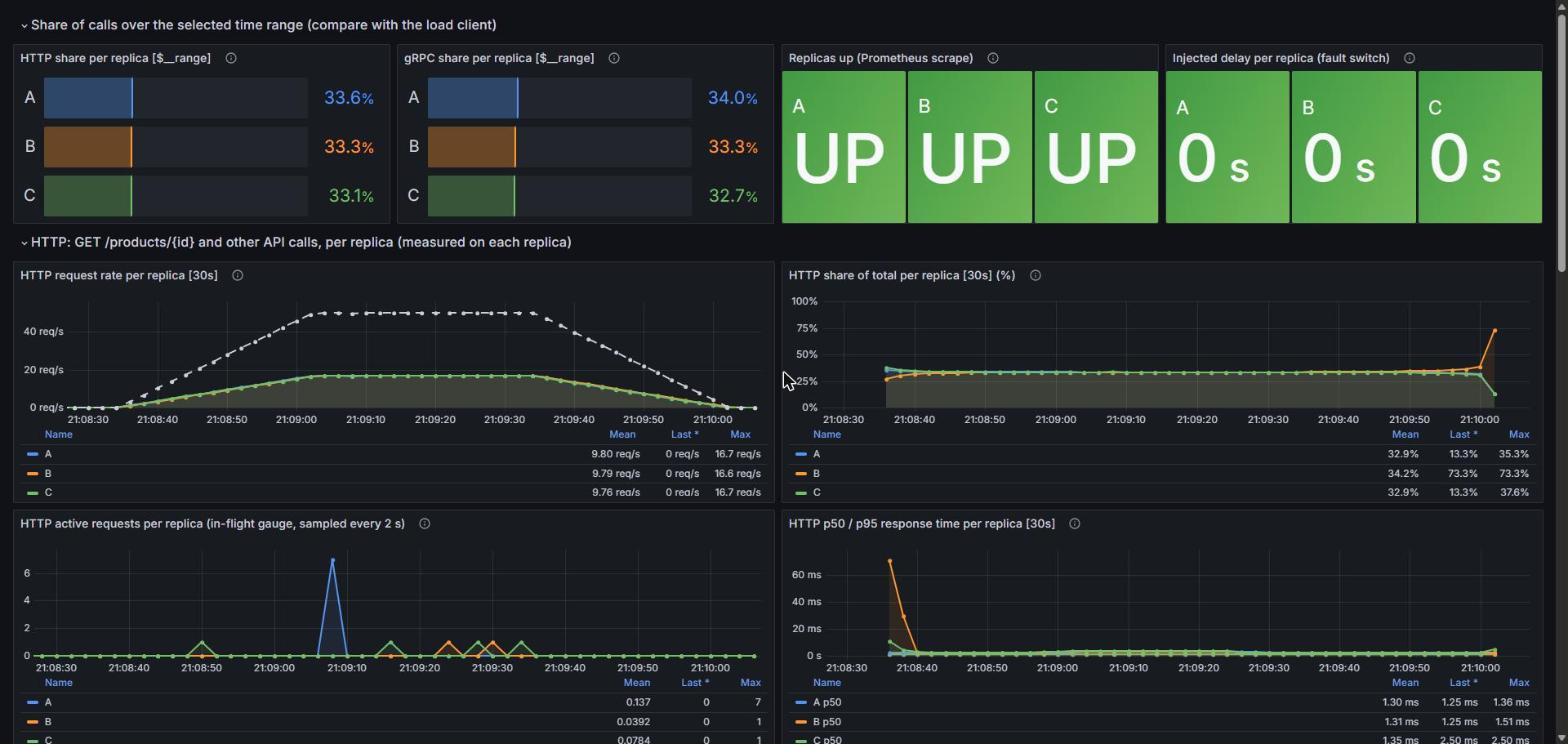 Share of calls over the selected time range (compare with the load client)
HTTP share per replica [$__range]
A 33.6%
B 33.3%
C 33.1%
gRPC share per replica [$__range]
A 34.0%
B 33.3%
C 32.7%
Replicas up (Prometheus scrape)
A
UP
B
UP
C
UP
Injected delay per replica (fault switch)
A
0 s
B
0 s
C
0 s
HTTP: GET /products/{id} and other API calls, per replica (measured on each replica)
HTTP request rate per replica [30s]
40 req/s
20 req/s
0 req/s
21:08:30 21:08:40 21:08:50 21:09:00 21:09:10 21:09:20 21:09:30 21:09:40 21:09:50 21:10:00
Name Mean Last * Max
A 9.80 req/s 0 req/s 16.7 req/s
B 9.79 req/s 0 req/s 16.6 req/s
C 9.76 req/s 0 req/s 16.7 req/s
HTTP share of total per replica [30s] (%)
100%
75%
50%
25%
0%
21:08:30 21:08:40 21:08:50 21:09:00 21:09:10 21:09:20 21:09:30 21:09:40 21:09:50 21:10:00
Name Mean Last * Max
A 32.9% 13.3% 35.3%
B 34.2% 73.3% 73.3%
C 32.9% 13.3% 37.6%
HTTP active requests per replica (in-flight gauge, sampled every 2 s)
6
4
2
0
21:08:30 21:08:40 21:08:50 21:09:00 21:09:10 21:09:20 21:09:30 21:09:40 21:09:50 21:10:00
Name Mean Last * Max
A 0.137 0 7
B 0.0392 0 1
C 0.0784 0 1
HTTP p50 / p95 response time per replica [30s]
60 ms
40 ms
20 ms
0 s
21:08:30 21:08:40 21:08:50 21:09:00 21:09:10 21:09:20 21:09:30 21:09:40 21:09:50 21:10:00
Name Mean Last * Max
A p50 1.30 ms 1.25 ms 1.36 ms
B p50 1.31 ms 1.25 ms 1.51 ms
C p50 1.35 ms 2.50 ms 2.50 ms